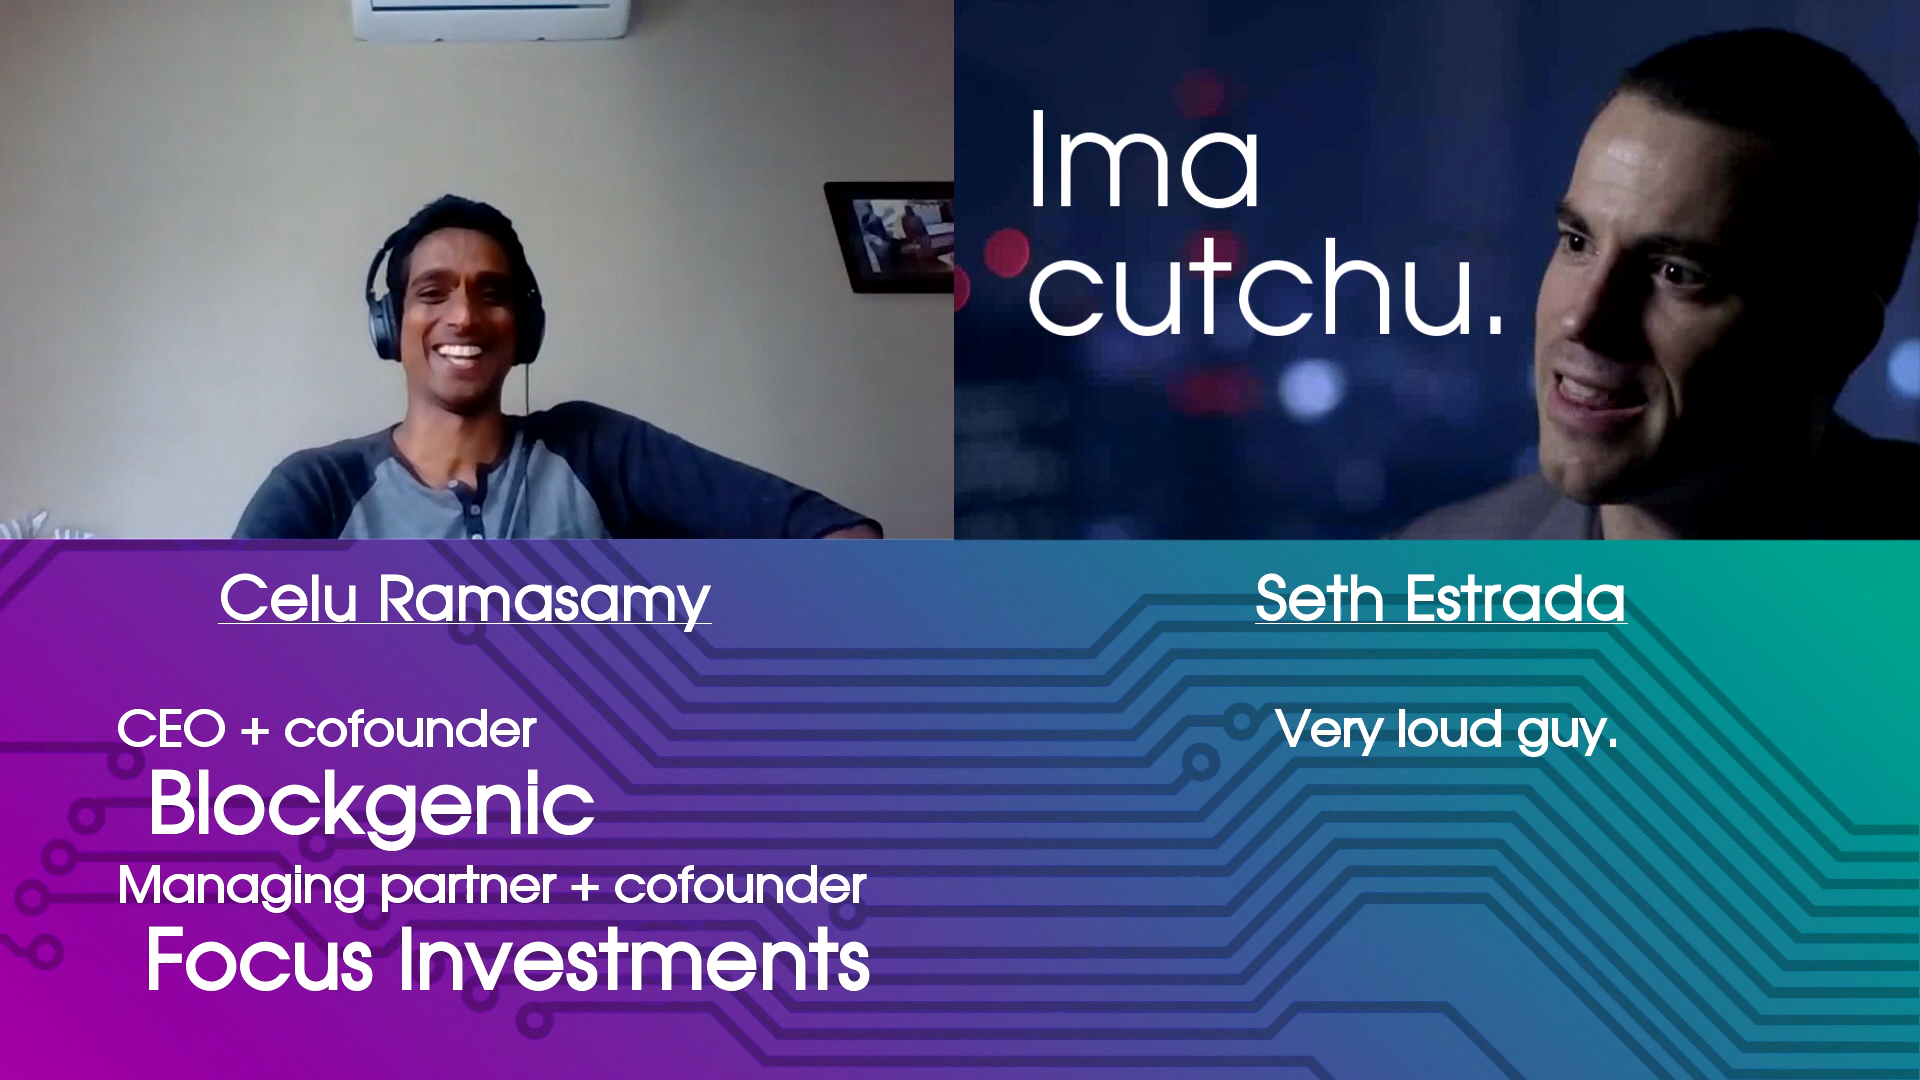 Ima
cutchu.
Celu Ramasamy
CEO + cofounder
Blockgenic
Managing partner + cofounder
Focus Investments
Seth Estrada
Very loud guy.